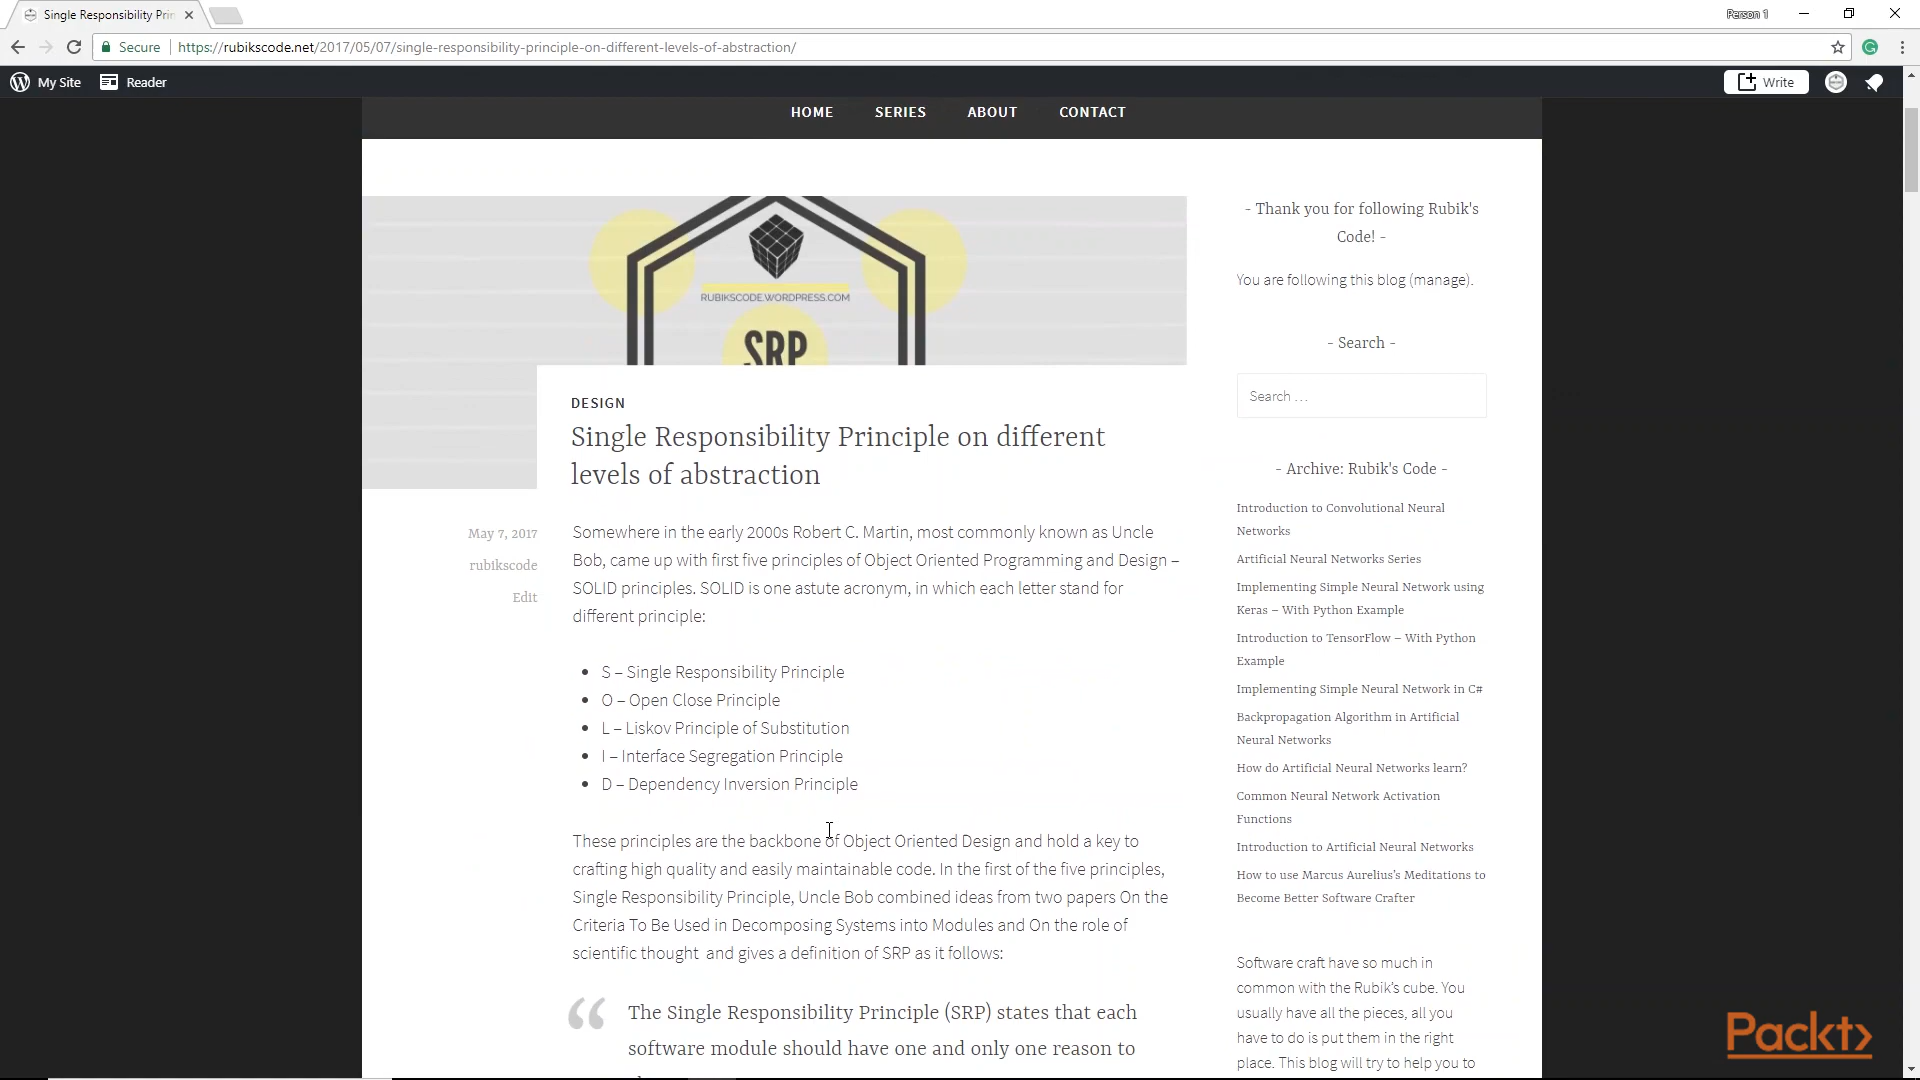 Single Responsibility Prin
Person 1
Secure
https://rubikscode.net/2017/05/07/single-responsibility-principle-on-different-levels-of-abstraction/
My Site
Reader
Write
HOME
SERIES
ABOUT
CONTACT
RUBIKSCODE.WORDPRESS.COM
SRP
DESIGN
Single Responsibility Principle on different
levels of abstraction
May 7, 2017
rubikscode
Edit
Somewhere in the early 2000s Robert C. Martin, most commonly known as Uncle
Bob, came up with first five principles of Object Oriented Programming and Design –
SOLID principles. SOLID is one astute acronym, in which each letter stand for
different principle:
• S – Single Responsibility Principle
• O – Open Close Principle
• L – Liskov Principle of Substitution
• I – Interface Segregation Principle
• D – Dependency Inversion Principle
These principles are the backbone of Object Oriented Design and hold a key to
crafting high quality and easily maintainable code. In the first of the five principles,
Single Responsibility Principle, Uncle Bob combined ideas from two papers On the
Criteria To Be Used in Decomposing Systems into Modules and On the role of
scientific thought  and gives a definition of SRP as it follows:
“ The Single Responsibility Principle (SRP) states that each
software module should have one and only one reason to
- Thank you for following Rubik's
Code! -
You are following this blog (manage).
- Search -
Search …
- Archive: Rubik's Code -
Introduction to Convolutional Neural
Networks
Artificial Neural Networks Series
Implementing Simple Neural Network using
Keras – With Python Example
Introduction to TensorFlow – With Python
Example
Implementing Simple Neural Network in C#
Backpropagation Algorithm in Artificial
Neural Networks
How do Artificial Neural Networks learn?
Common Neural Network Activation
Functions
Introduction to Artificial Neural Networks
How to use Marcus Aurelius's Meditations to
Become Better Software Crafter
Software craft have so much in
common with the Rubik's cube. You
usually have all the pieces, all you
have to do is put them in the right
place. This blog will try to help you to
Packt>